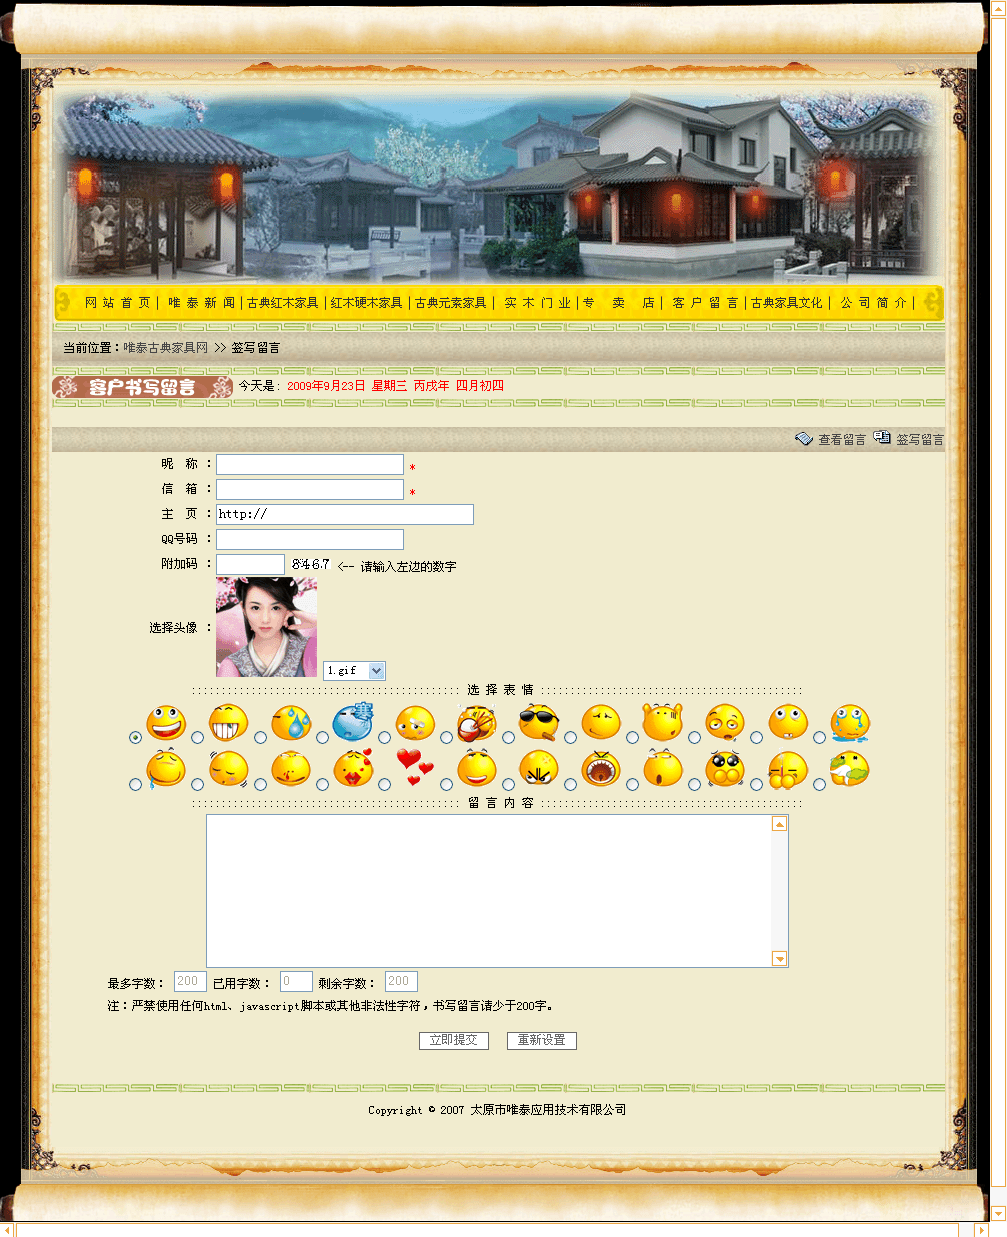 网 站 首 页 | 唯 泰 新 闻 | 古典红木家具 | 红木硬木家具 | 古典元素家具 | 实 木 门 业 | 专 卖 店 | 客 户 留 言 | 古典家具文化 | 公 司 简 介 |
当前位置：唯泰古典家具网 >> 签写留言
客户书写留言 今天是: 2009年9月23日 星期三 丙戌年 四月初四
查看留言 签写留言
昵 称 : *
信 箱 : *
主 页 : http://
QQ号码 :
附加码 : 8467 <-- 请输入左边的数字
选择头像 : 1.gif
选 择 表 情
留 言 内 容
最多字数： 200 已用字数： 0 剩余字数： 200
注：严禁使用任何html、javascript脚本或其他非法性字符，书写留言请少于200字。
立即提交 重新设置
Copyright © 2007 太原市唯泰应用技术有限公司